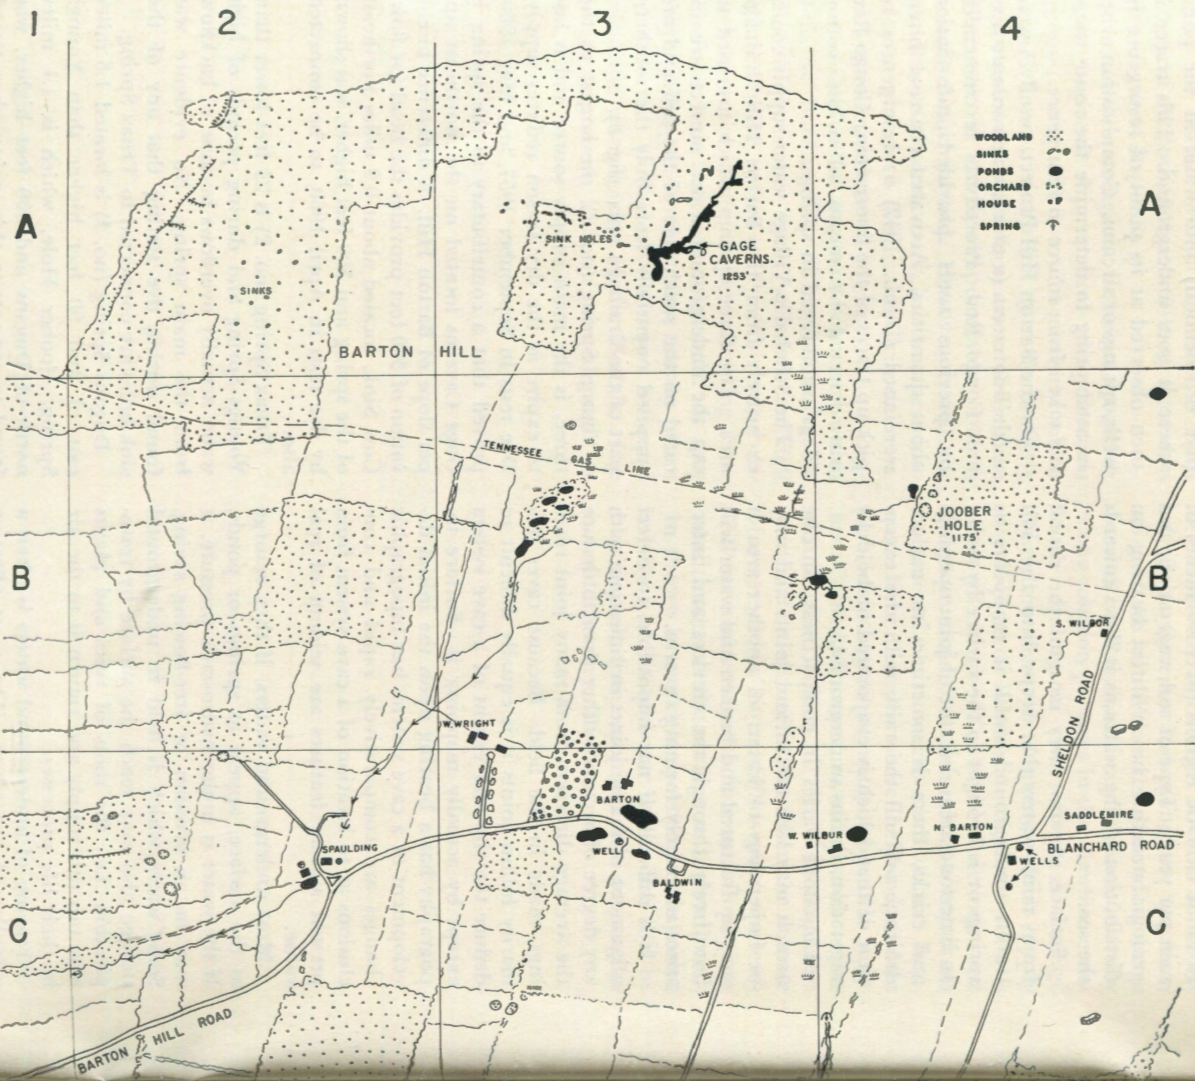 1
2
3
4
WOODLAND
SINKS
PONDS
ORCHARD
HOUSE
SPRING
A
A
SINK HOLES
GAGE
CAVERNS
1253'
SINKS
BARTON HILL
TENNESSEE GAS LINE
JOOBER
HOLE
1175'
B
B
S. WILBOR
SHELDON ROAD
W. WRIGHT
BARTON
WELL
W. WILBUR
N. BARTON
SADDLEMIRE
BLANCHARD ROAD
WELLS
SPAULDING
BALDWIN
C
C
BARTON HILL ROAD